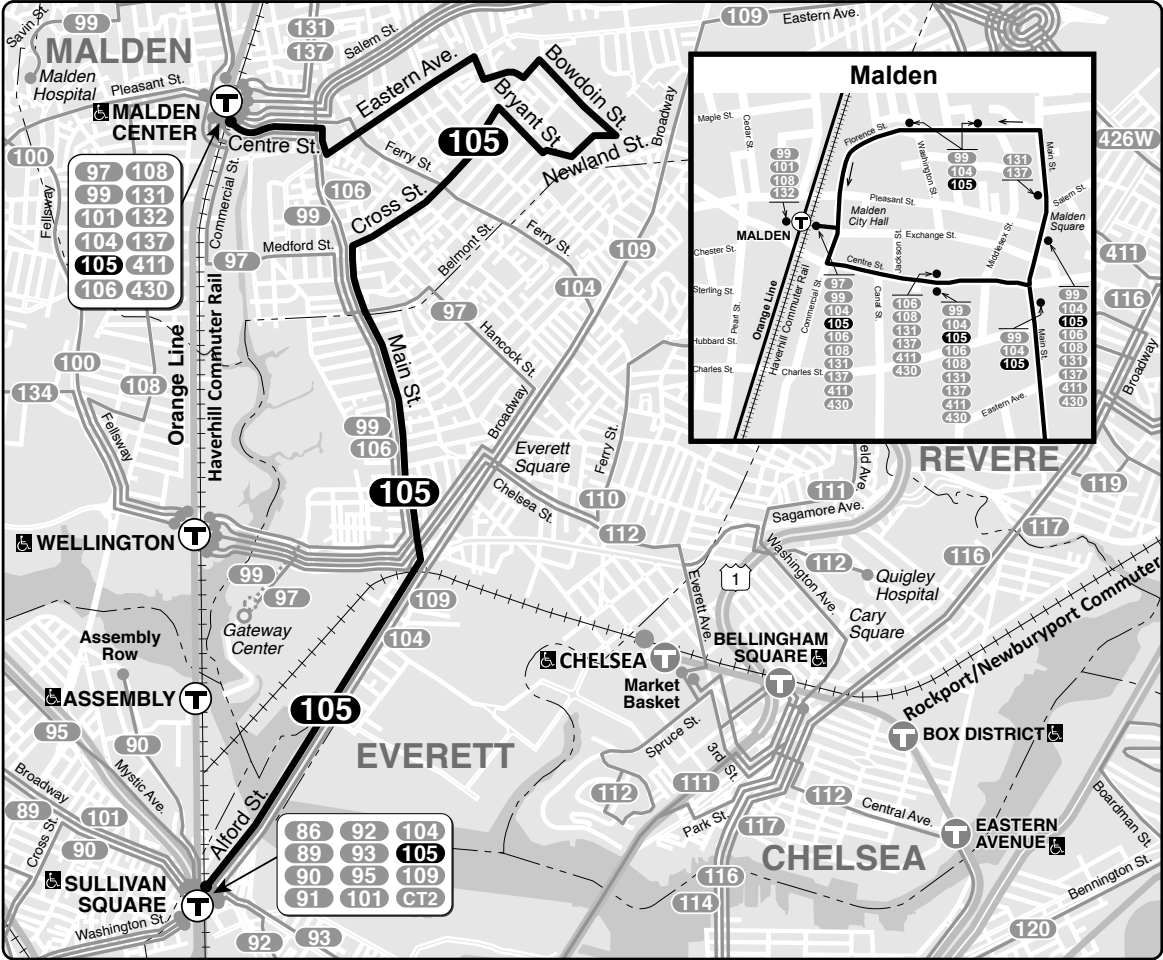 Savin St.
99
MALDEN
Malden
Hospital
Pleasant St.
MALDEN
CENTER
131
137
Salem St.
109
Eastern Ave.
Eastern Ave.
Bowdoin St.
Bryant St.
Newland St.
Broadway
Centre St.
105
Ferry St.
100
Fellsway
97 108
99 131
101 132
104 137
105 411
106 430
Commercial St.
106
99
Cross St.
Medford St.
97
Belmont St.
Ferry St.
109
104
97
Hancock St.
Main St.
Orange Line
Haverhill Commuter Rail
100
108
134
Fellsway
99
106
Broadway
Everett
Square
Ferry St.
105
Chelsea St.
110
112
WELLINGTON
99
97
Gateway
Center
109
104
Assembly
Row
ASSEMBLY
95
90
Mystic Ave.
Broadway
89
101
Cross St.
90
105
EVERETT
Alford St.
86 92 104
89 93 105
90 95 109
91 101 CT2
SULLIVAN
SQUARE
Washington St.
92
93
Malden
Maple St.
Cedar St.
99
101
108
132
MALDEN
Florence St.
Washington St.
99
104
105
131
137
Main St.
Salem St.
Malden
Square
Pleasant St.
Malden
City Hall
Exchange St.
Jackson St.
Middlesex St.
Centre St.
Chester St.
Sterling St.
Pearl St.
Hubbard St.
Charles St.
Orange Line
Haverhill Commuter Rail
Commercial St.
Charles St.
Canal St.
97
99
104
105
106
108
131
137
411
430
106
108
131
137
411
430
99
104
105
106
108
131
137
411
430
99
104
105
Main St.
Eastern Ave.
99
104
105
106
108
131
137
411
430
426W
411
116
Broadway
REVERE
119
117
116
eld Ave.
111
Sagamore Ave.
Washington Ave.
112
Quigley
Hospital
Cary
Square
1
Everett Ave.
BELLINGHAM
SQUARE
CHELSEA
Market
Basket
Rockport/Newburyport Commuter
BOX DISTRICT
Spruce St.
3rd St.
111
112
Park St.
117
112
Central Ave.
EASTERN
AVENUE
CHELSEA
116
114
Boardman St.
Bennington St.
120